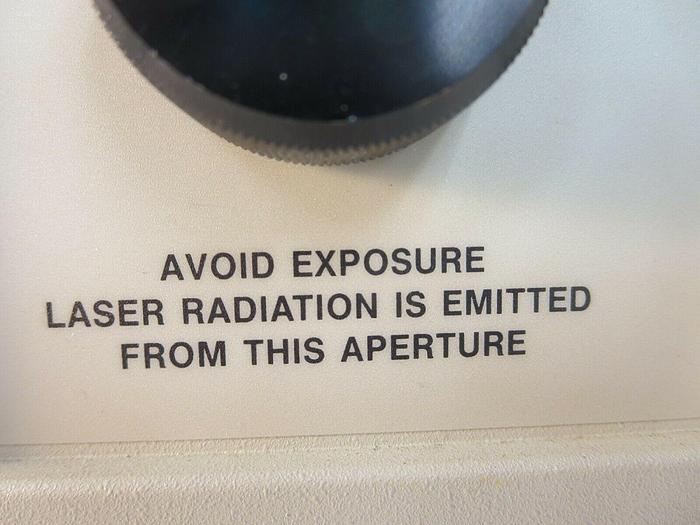 AVOID EXPOSURE
LASER RADIATION IS EMITTED
FROM THIS APERTURE